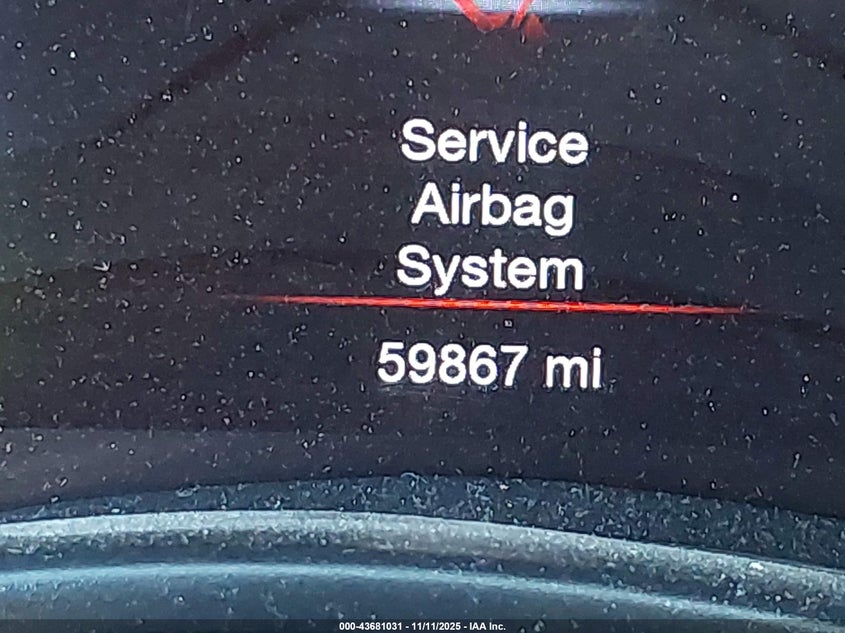 Service
Airbag
System
59867 mi
000-43681031 - 11/11/2025 - IAA Inc.